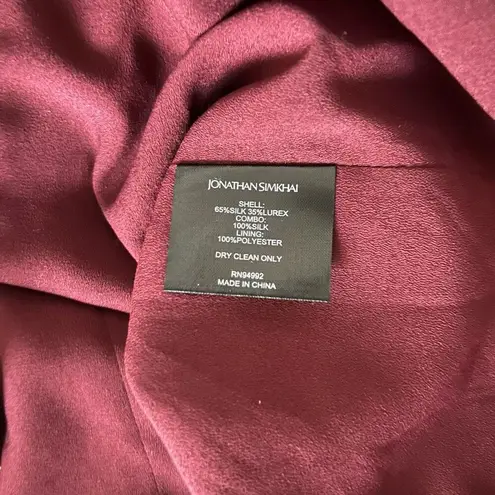 JONATHAN SIMKHAI
SHELL:
65%SILK 35%LUREX
COMBO:
100%SILK
LINING:
100%POLYESTER
DRY CLEAN ONLY
RN94992
MADE IN CHINA